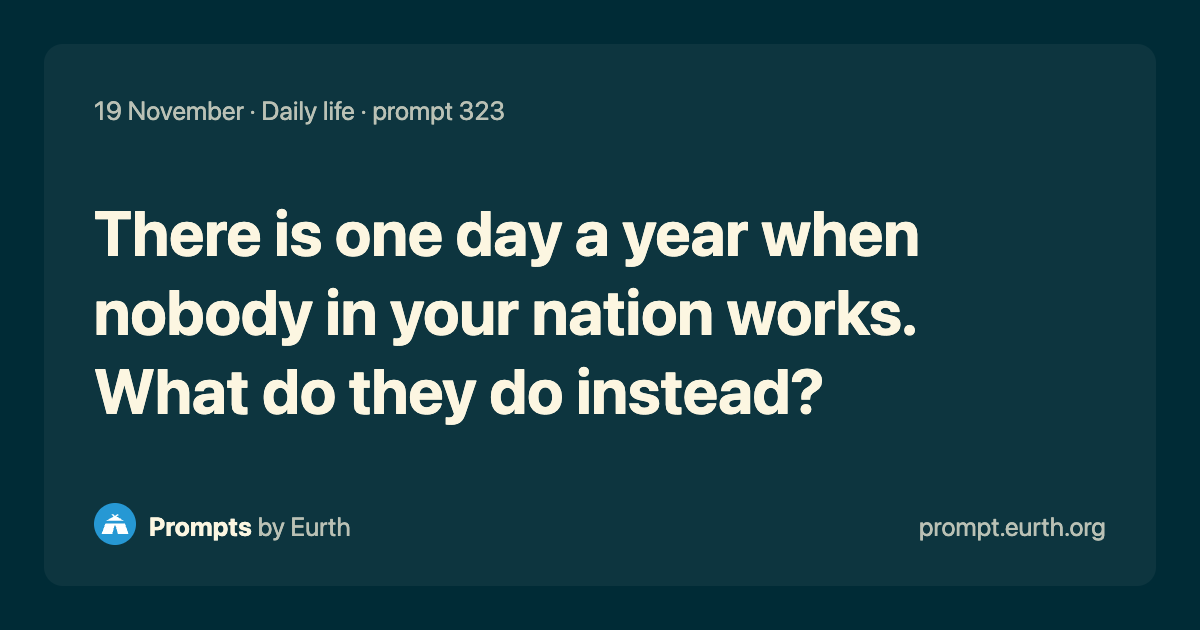 19 November · Daily life · prompt 323
There is one day a year when
nobody in your nation works.
What do they do instead?
Prompts by Eurth
prompt.eurth.org